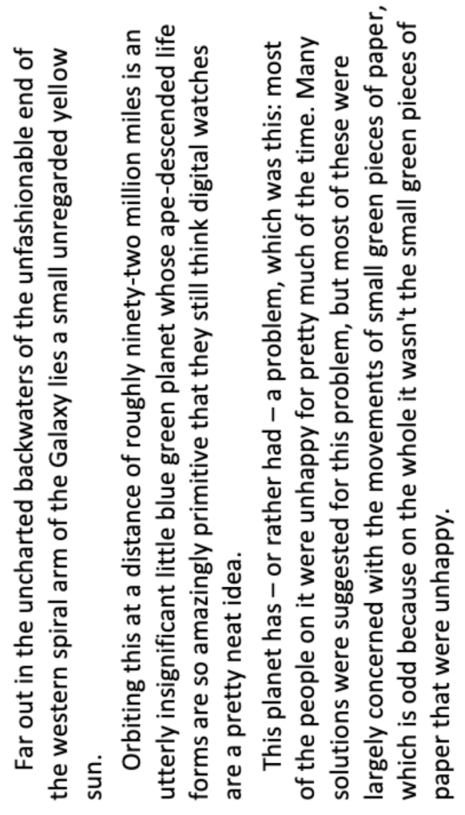 Far out in the uncharted backwaters of the unfashionable end of
the western spiral arm of the Galaxy lies a small unregarded yellow
sun.
Orbiting this at a distance of roughly ninety-two million miles is an
utterly insignificant little blue green planet whose ape-descended life
forms are so amazingly primitive that they still think digital watches
are a pretty neat idea.
This planet has – or rather had – a problem, which was this: most
of the people on it were unhappy for pretty much of the time. Many
solutions were suggested for this problem, but most of these were
largely concerned with the movements of small green pieces of paper,
which is odd because on the whole it wasn't the small green pieces of
paper that were unhappy.